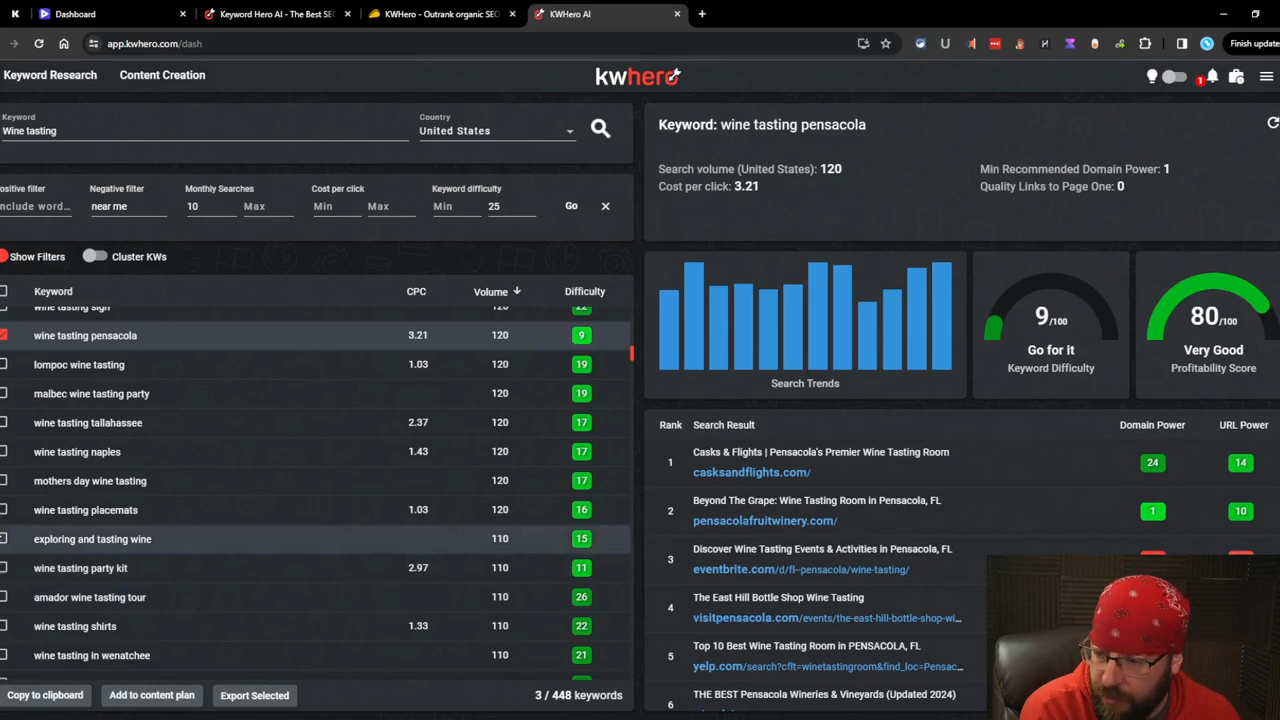 Dashboard
Keyword Hero AI - The Best SEO
KWHero - Outrank organic SEO
KWHero AI
app.kwhero.com/dash
Finish update
Keyword Research
Content Creation
kwhero
1
Keyword
Wine tasting
Country
United States
ositive filter
nclude word...
Negative filter
near me
Monthly Searches
10
Max
Cost per click
Min
Max
Keyword difficulty
Min
25
Go
Show Filters
Cluster KWs
Keyword CPC Volume Difficulty
wine tasting sign 120 22
wine tasting pensacola 3.21 120 9
lompoc wine tasting 1.03 120 19
malbec wine tasting party 120 19
wine tasting tallahassee 2.37 120 17
wine tasting naples 1.43 120 17
mothers day wine tasting 120 17
wine tasting placemats 1.03 120 16
exploring and tasting wine 110 15
wine tasting party kit 2.97 110 11
amador wine tasting tour 110 26
wine tasting shirts 1.33 110 22
wine tasting in wenatchee 110 21
Copy to clipboard
Add to content plan
Export Selected
3 / 448 keywords
Keyword: wine tasting pensacola
Search volume (United States): 120
Cost per click: 3.21
Min Recommended Domain Power: 1
Quality Links to Page One: 0
Search Trends
9/100
Go for it
Keyword Difficulty
80/100
Very Good
Profitability Score
Rank Search Result Domain Power URL Power
1
Casks & Flights | Pensacola's Premier Wine Tasting Room
casksandflights.com/
24 14
2
Beyond The Grape: Wine Tasting Room in Pensacola, FL
pensacolafruitwinery.com/
1 10
3
Discover Wine Tasting Events & Activities in Pensacola, FL
eventbrite.com/d/fl--pensacola/wine-tasting/
4
The East Hill Bottle Shop Wine Tasting
visitpensacola.com/events/the-east-hill-bottle-shop-wi...
5
Top 10 Best Wine Tasting Room in PENSACOLA, FL
yelp.com/search?cflt=winetastingroom&find_loc=Pensac...
6
THE BEST Pensacola Wineries & Vineyards (Updated 2024)